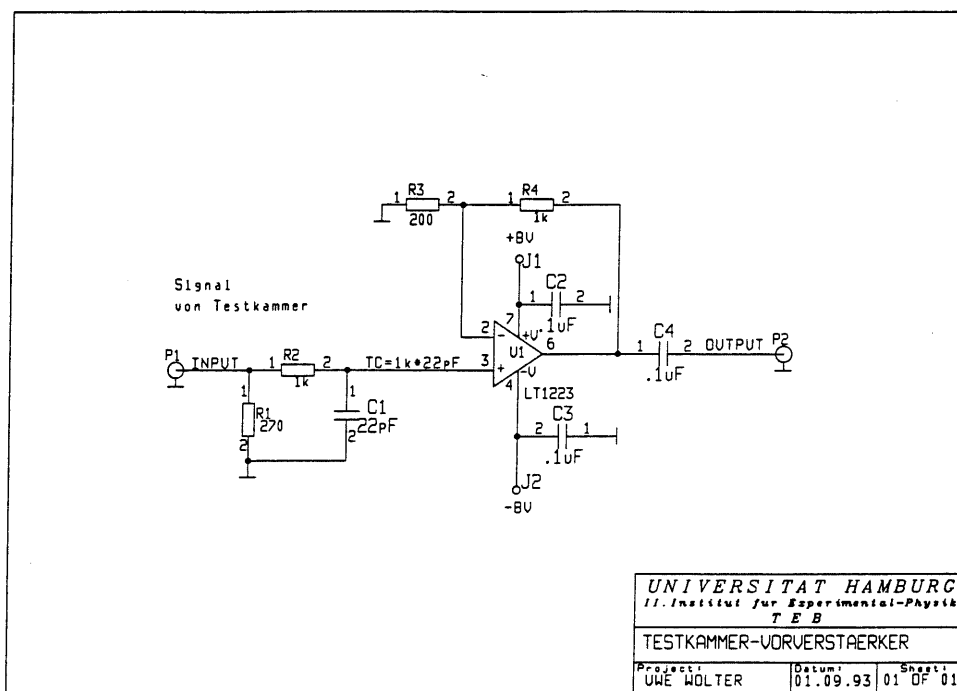 1 R3 2
200
1 R4 2
1k
+8V
J1
C2
1 2
.1uF
Signal
von Testkammer
7
2 - +V
U1 6
3 + -V
4
LT1223
C4
1 2
.1uF
OUTPUT P2
P1 INPUT
1 R2 2
1k
TC=1k*22pF
1
R1
270
2
1
C1
22pF
2
C3
2 1
.1uF
J2
-8V
UNIVERSITAT HAMBURG
II.Institut fur Experimental-Physik
T E B
TESTKAMMER-VORVERSTAERKER
Project: Datum: Sheet:
UWE WOLTER 01.09.93 01 OF 01